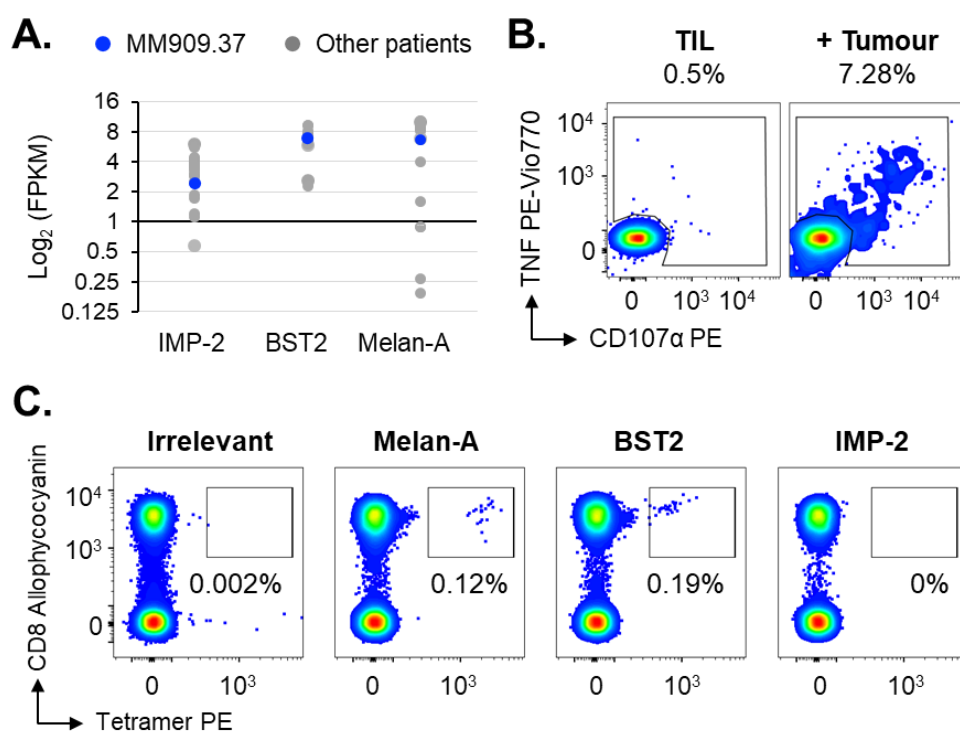 A.
MM909.37
Other patients
Log₂ (FPKM)
16
8
4
2
1
0.5
0.25
0.125
IMP-2
BST2
Melan-A
B.
TIL
+ Tumour
0.5%
7.28%
TNF PE-Vio770
10⁴
10³
0
0
10³
10⁴
0
10³
10⁴
CD107α PE
C.
Irrelevant
Melan-A
BST2
IMP-2
CD8 Allophycocyanin
10⁴
10³
0
0.002%
0.12%
0.19%
0%
0
10³
0
10³
0
10³
0
10³
Tetramer PE